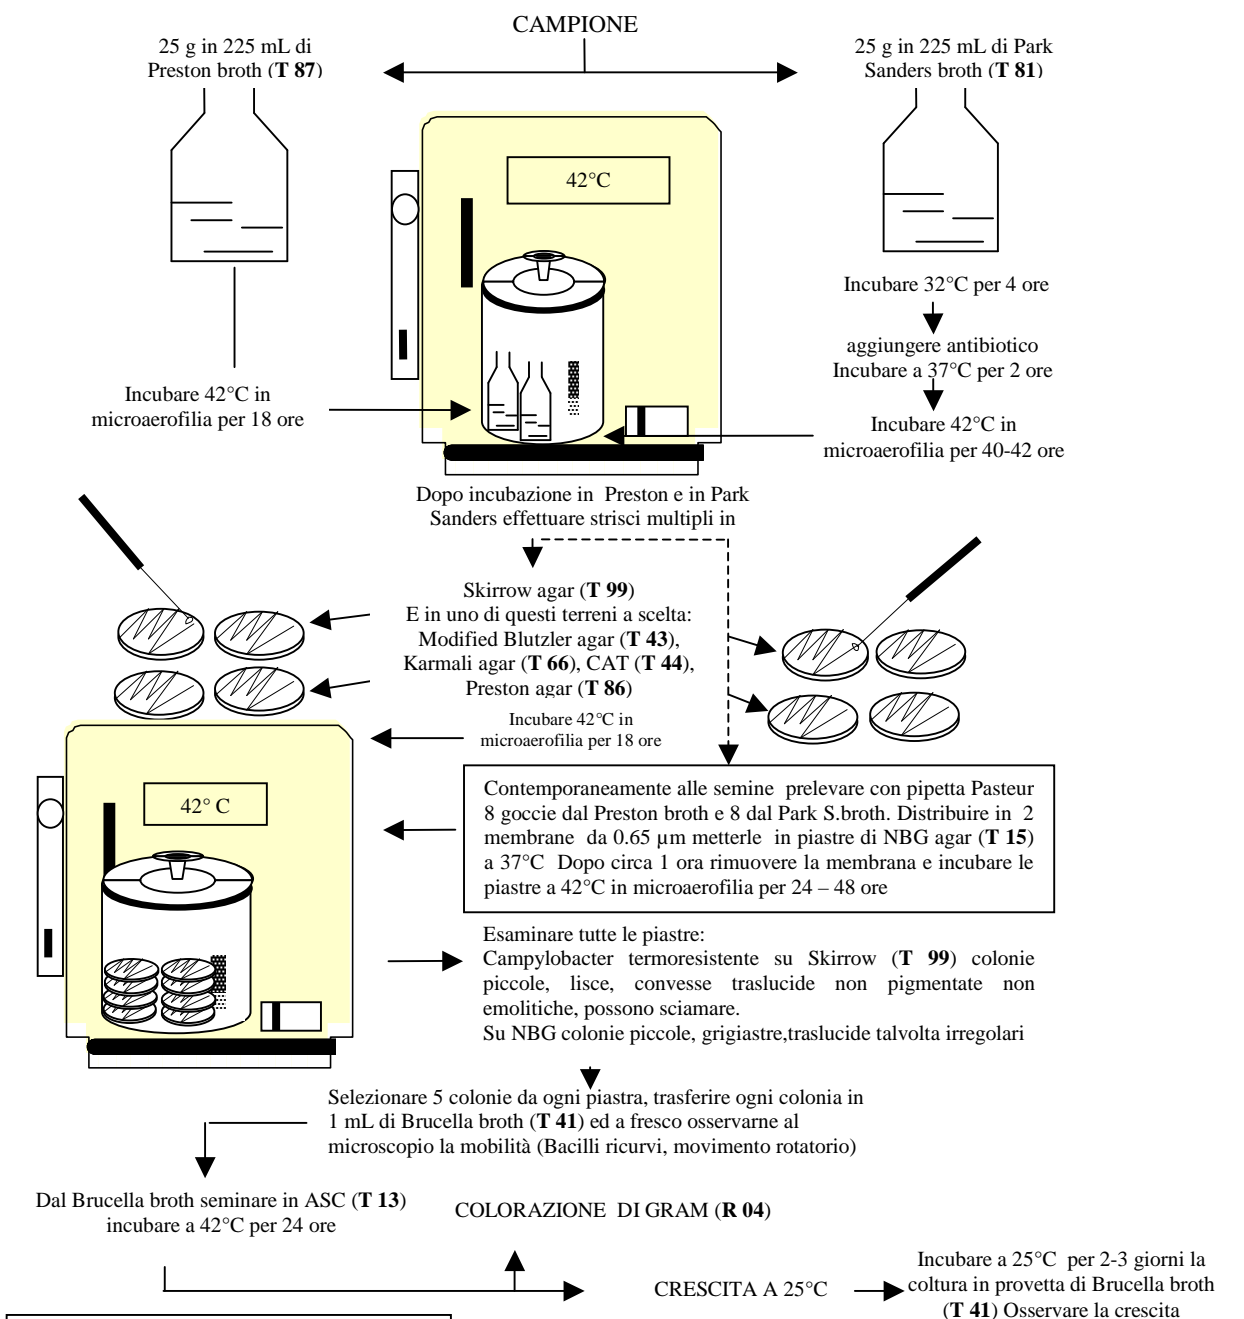 CAMPIONE
25 g in 225 mL di
Preston broth (T 87)
25 g in 225 mL di Park
Sanders broth (T 81)
42°C
Incubare 32°C per 4 ore
aggiungere antibiotico
Incubare a 37°C per 2 ore
Incubare 42°C in
microaerofilia per 18 ore
Incubare 42°C in
microaerofilia per 40-42 ore
Dopo incubazione in Preston e in Park
Sanders effettuare strisci multipli in
Skirrow agar (T 99)
E in uno di questi terreni a scelta:
Modified Blutzler agar (T 43),
Karmali agar (T 66), CAT (T 44),
Preston agar (T 86)
Incubare 42°C in
microaerofilia per 18 ore
42° C
Contemporaneamente alle semine prelevare con pipetta Pasteur
8 goccie dal Preston broth e 8 dal Park S.broth. Distribuire in 2
membrane da 0.65 µm metterle in piastre di NBG agar (T 15)
a 37°C Dopo circa 1 ora rimuovere la membrana e incubare le
piastre a 42°C in microaerofilia per 24 – 48 ore
Esaminare tutte le piastre:
Campylobacter termoresistente su Skirrow (T 99) colonie
piccole, lisce, convesse traslucide non pigmentate non
emolitiche, possono sciamare.
Su NBG colonie piccole, grigiastre,traslucide talvolta irregolari
Selezionare 5 colonie da ogni piastra, trasferire ogni colonia in
1 mL di Brucella broth (T 41) ed a fresco osservarne al
microscopio la mobilità (Bacilli ricurvi, movimento rotatorio)
Dal Brucella broth seminare in ASC (T 13)
incubare a 42°C per 24 ore
COLORAZIONE DI GRAM (R 04)
CRESCITA A 25°C
Incubare a 25°C per 2-3 giorni la
coltura in provetta di Brucella broth
(T 41) Osservare la crescita